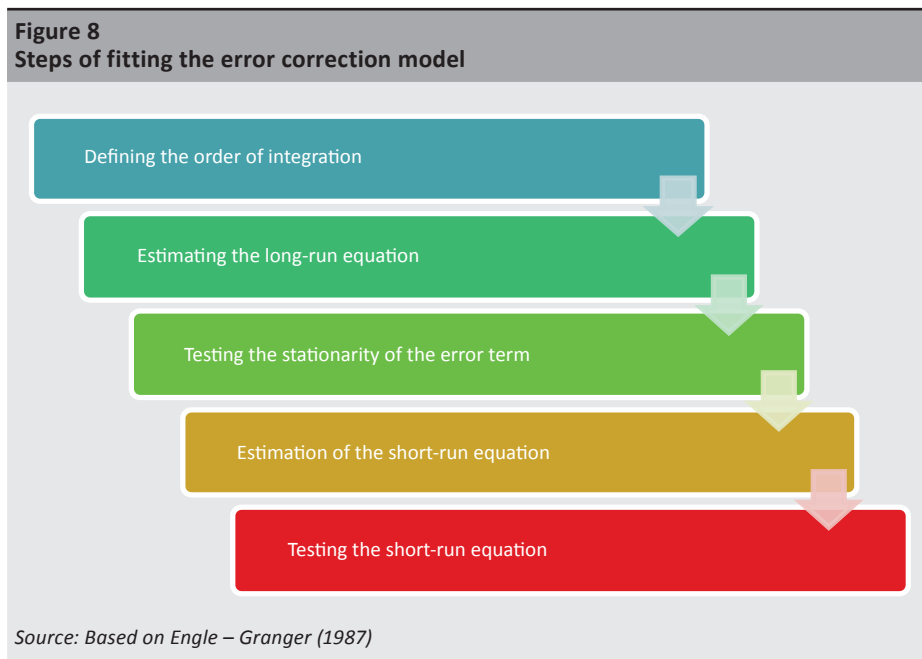 Figure 8
Steps of fitting the error correction model
Defining the order of integration
Estimating the long-run equation
Testing the stationarity of the error term
Estimation of the short-run equation
Testing the short-run equation
Source: Based on Engle – Granger (1987)